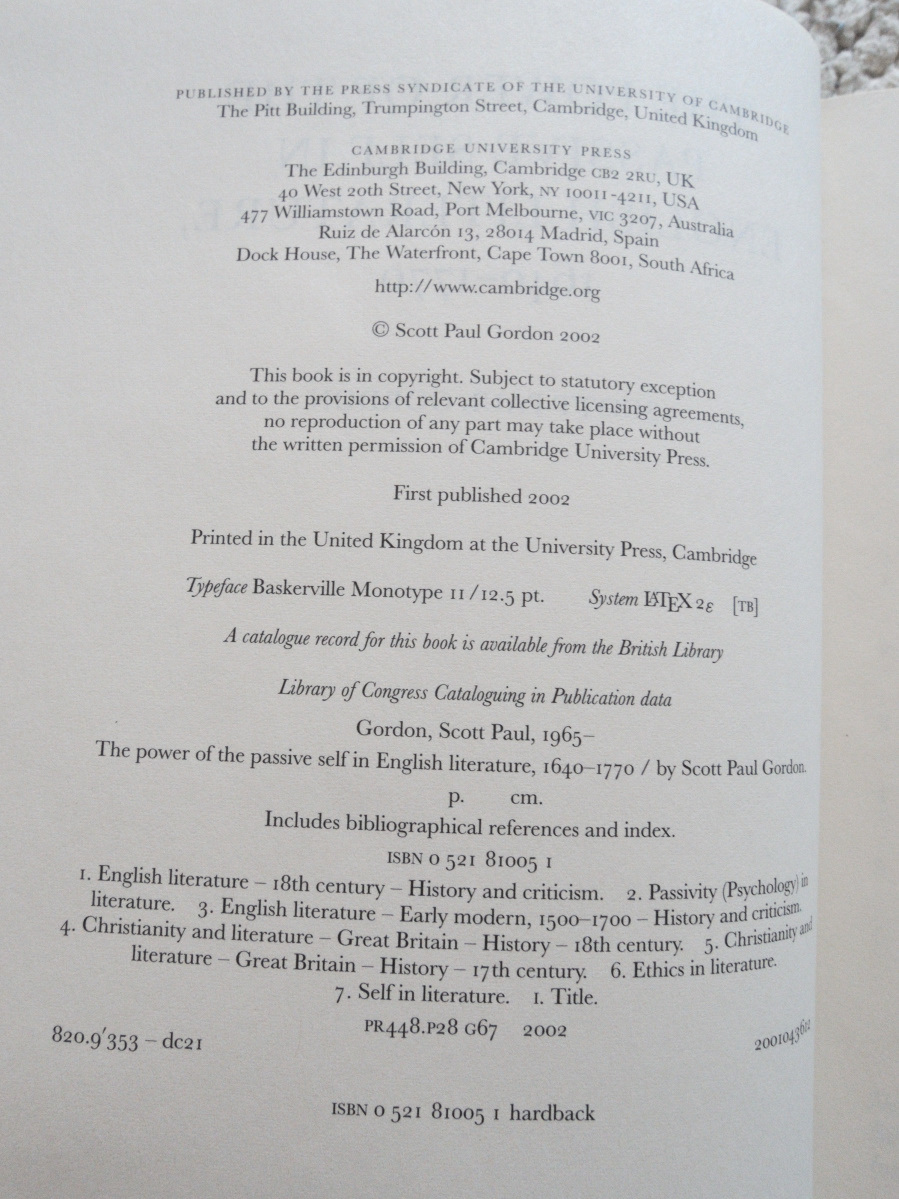 PUBLISHED BY THE PRESS SYNDICATE OF THE UNIVERSITY OF CAMBRIDGE
The Pitt Building, Trumpington Street, Cambridge, United Kingdom
CAMBRIDGE UNIVERSITY PRESS
The Edinburgh Building, Cambridge CB2 2RU, UK
40 West 20th Street, New York, NY 10011-4211, USA
477 Williamstown Road, Port Melbourne, VIC 3207, Australia
Ruiz de Alarcón 13, 28014 Madrid, Spain
Dock House, The Waterfront, Cape Town 8001, South Africa
http://www.cambridge.org
© Scott Paul Gordon 2002
This book is in copyright. Subject to statutory exception
and to the provisions of relevant collective licensing agreements,
no reproduction of any part may take place without
the written permission of Cambridge University Press.
First published 2002
Printed in the United Kingdom at the University Press, Cambridge
Typeface Baskerville Monotype 11/12.5 pt. System LATEX 2ε [TB]
A catalogue record for this book is available from the British Library
Library of Congress Cataloguing in Publication data
Gordon, Scott Paul, 1965–
The power of the passive self in English literature, 1640–1770 / by Scott Paul Gordon.
p. cm.
Includes bibliographical references and index.
ISBN 0 521 81005 1
1. English literature – 18th century – History and criticism. 2. Passivity (Psychology) in
literature. 3. English literature – Early modern, 1500–1700 – History and criticism.
4. Christianity and literature – Great Britain – History – 18th century. 5. Christianity and
literature – Great Britain – History – 17th century. 6. Ethics in literature.
7. Self in literature. I. Title.
PR448.P28 G67 2002
820.9′353 – dc21
ISBN 0 521 81005 1 hardback